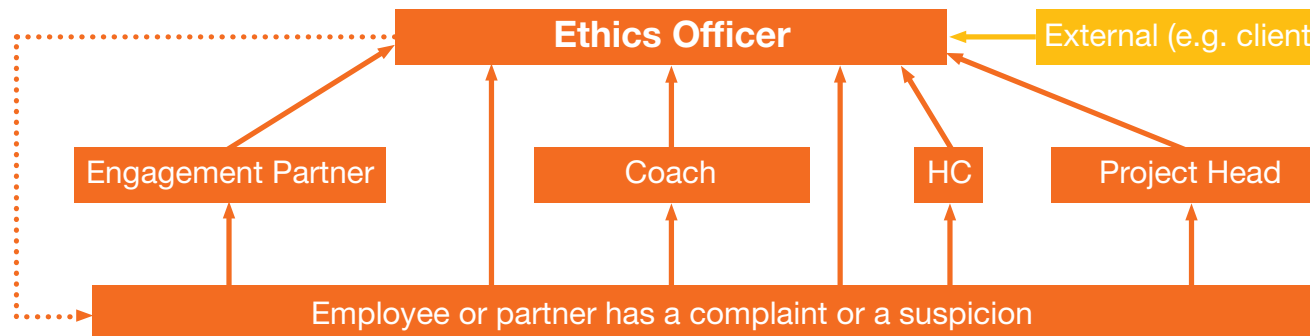 Ethics Officer
External (e.g. client
Engagement Partner
Coach
HC
Project Head
Employee or partner has a complaint or a suspicion